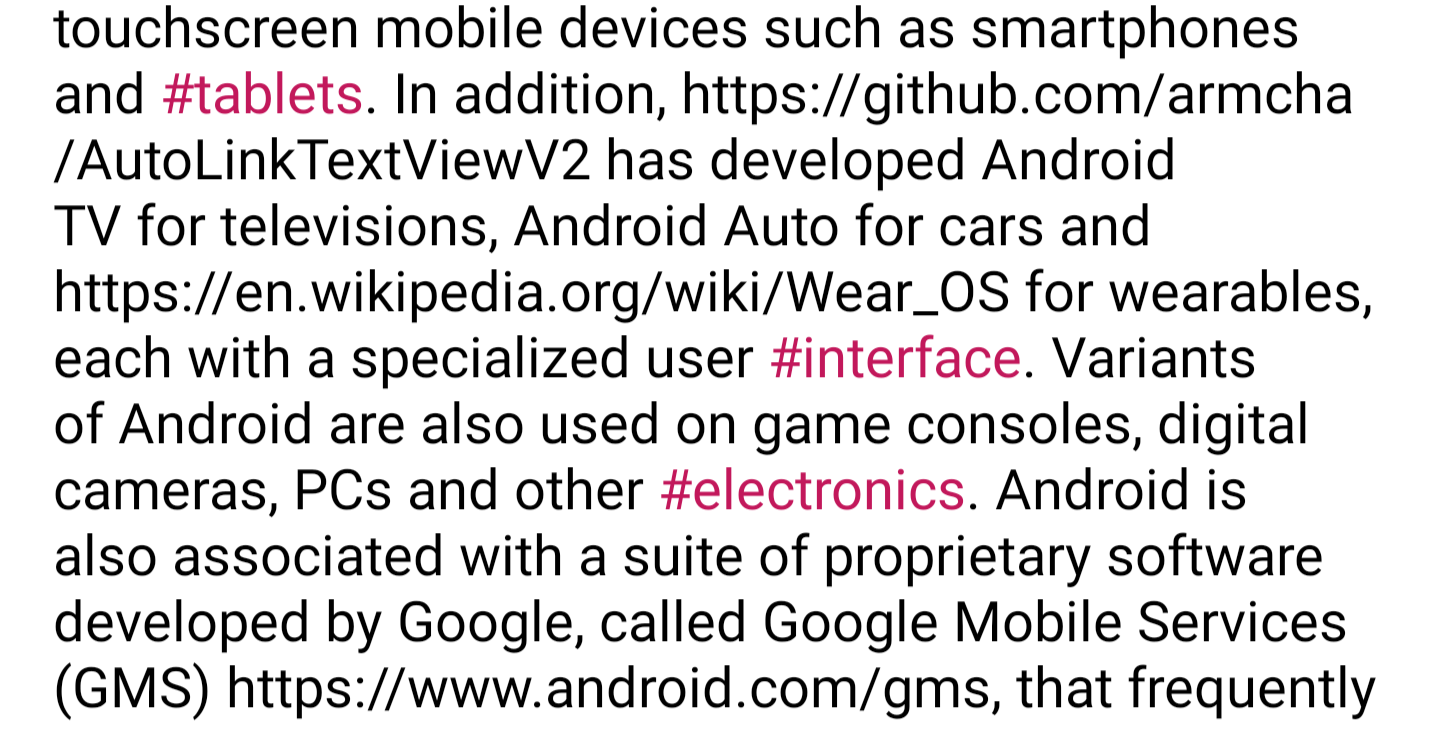 touchscreen mobile devices such as smartphones
and #tablets. In addition, https://github.com/armcha
/AutoLinkTextViewV2 has developed Android
TV for televisions, Android Auto for cars and
https://en.wikipedia.org/wiki/Wear_OS for wearables,
each with a specialized user #interface. Variants
of Android are also used on game consoles, digital
cameras, PCs and other #electronics. Android is
also associated with a suite of proprietary software
developed by Google, called Google Mobile Services
(GMS) https://www.android.com/gms, that frequently